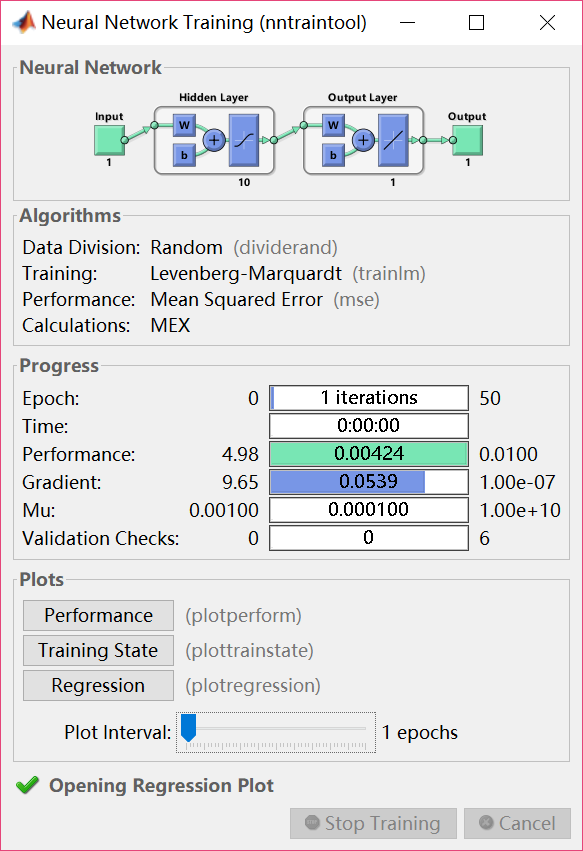 Neural Network Training (nntraintool)
Neural Network
Hidden Layer Output Layer
Input Output
W W
+ +
b b
1 1
10 1
Algorithms
Data Division: Random (dividerand)
Training: Levenberg-Marquardt (trainlm)
Performance: Mean Squared Error (mse)
Calculations: MEX
Progress
Epoch: 0 1 iterations 50
Time: 0:00:00
Performance: 4.98 0.00424 0.0100
Gradient: 9.65 0.0539 1.00e-07
Mu: 0.00100 0.000100 1.00e+10
Validation Checks: 0 0 6
Plots
Performance (plotperform)
Training State (plottrainstate)
Regression (plotregression)
Plot Interval: 1 epochs
Opening Regression Plot
Stop Training Cancel